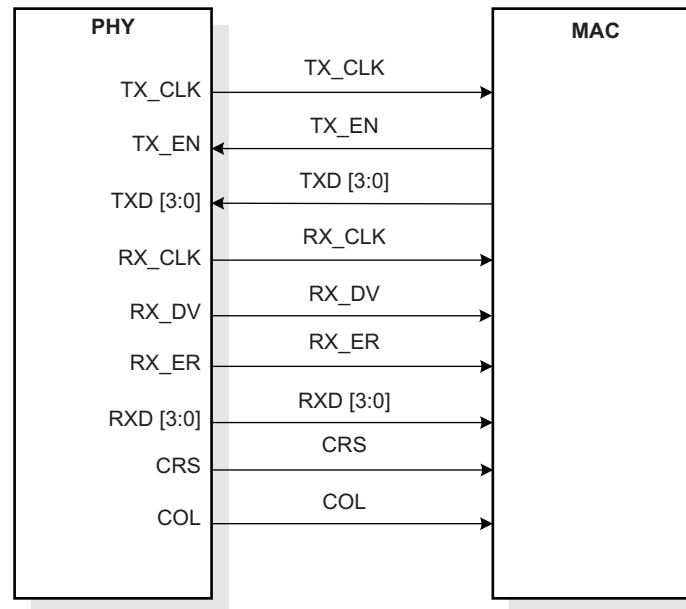 PHY
MAC
TX_CLK
TX_CLK
TX_EN
TX_EN
TXD [3:0]
TXD [3:0]
RX_CLK
RX_CLK
RX_DV
RX_DV
RX_ER
RX_ER
RXD [3:0]
RXD [3:0]
CRS
CRS
COL
COL